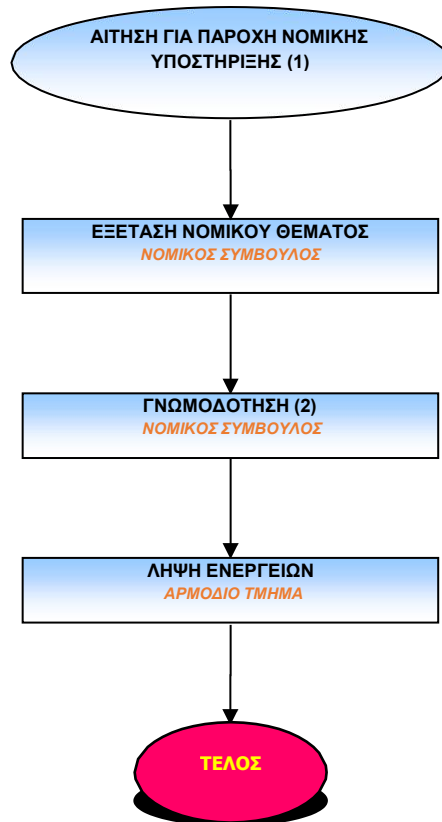 ΑΙΤΗΣΗ ΓΙΑ ΠΑΡΟΧΗ ΝΟΜΙΚΗΣ
ΥΠΟΣΤΗΡΙΞΗΣ (1)
ΕΞΕΤΑΣΗ ΝΟΜΙΚΟΥ ΘΕΜΑΤΟΣ
ΝΟΜΙΚΟΣ ΣΥΜΒΟΥΛΟΣ
ΓΝΩΜΟΔΟΤΗΣΗ (2)
ΝΟΜΙΚΟΣ ΣΥΜΒΟΥΛΟΣ
ΛΗΨΗ ΕΝΕΡΓΕΙΩΝ
ΑΡΜΟΔΙΟ ΤΜΗΜΑ
ΤΕΛΟΣ